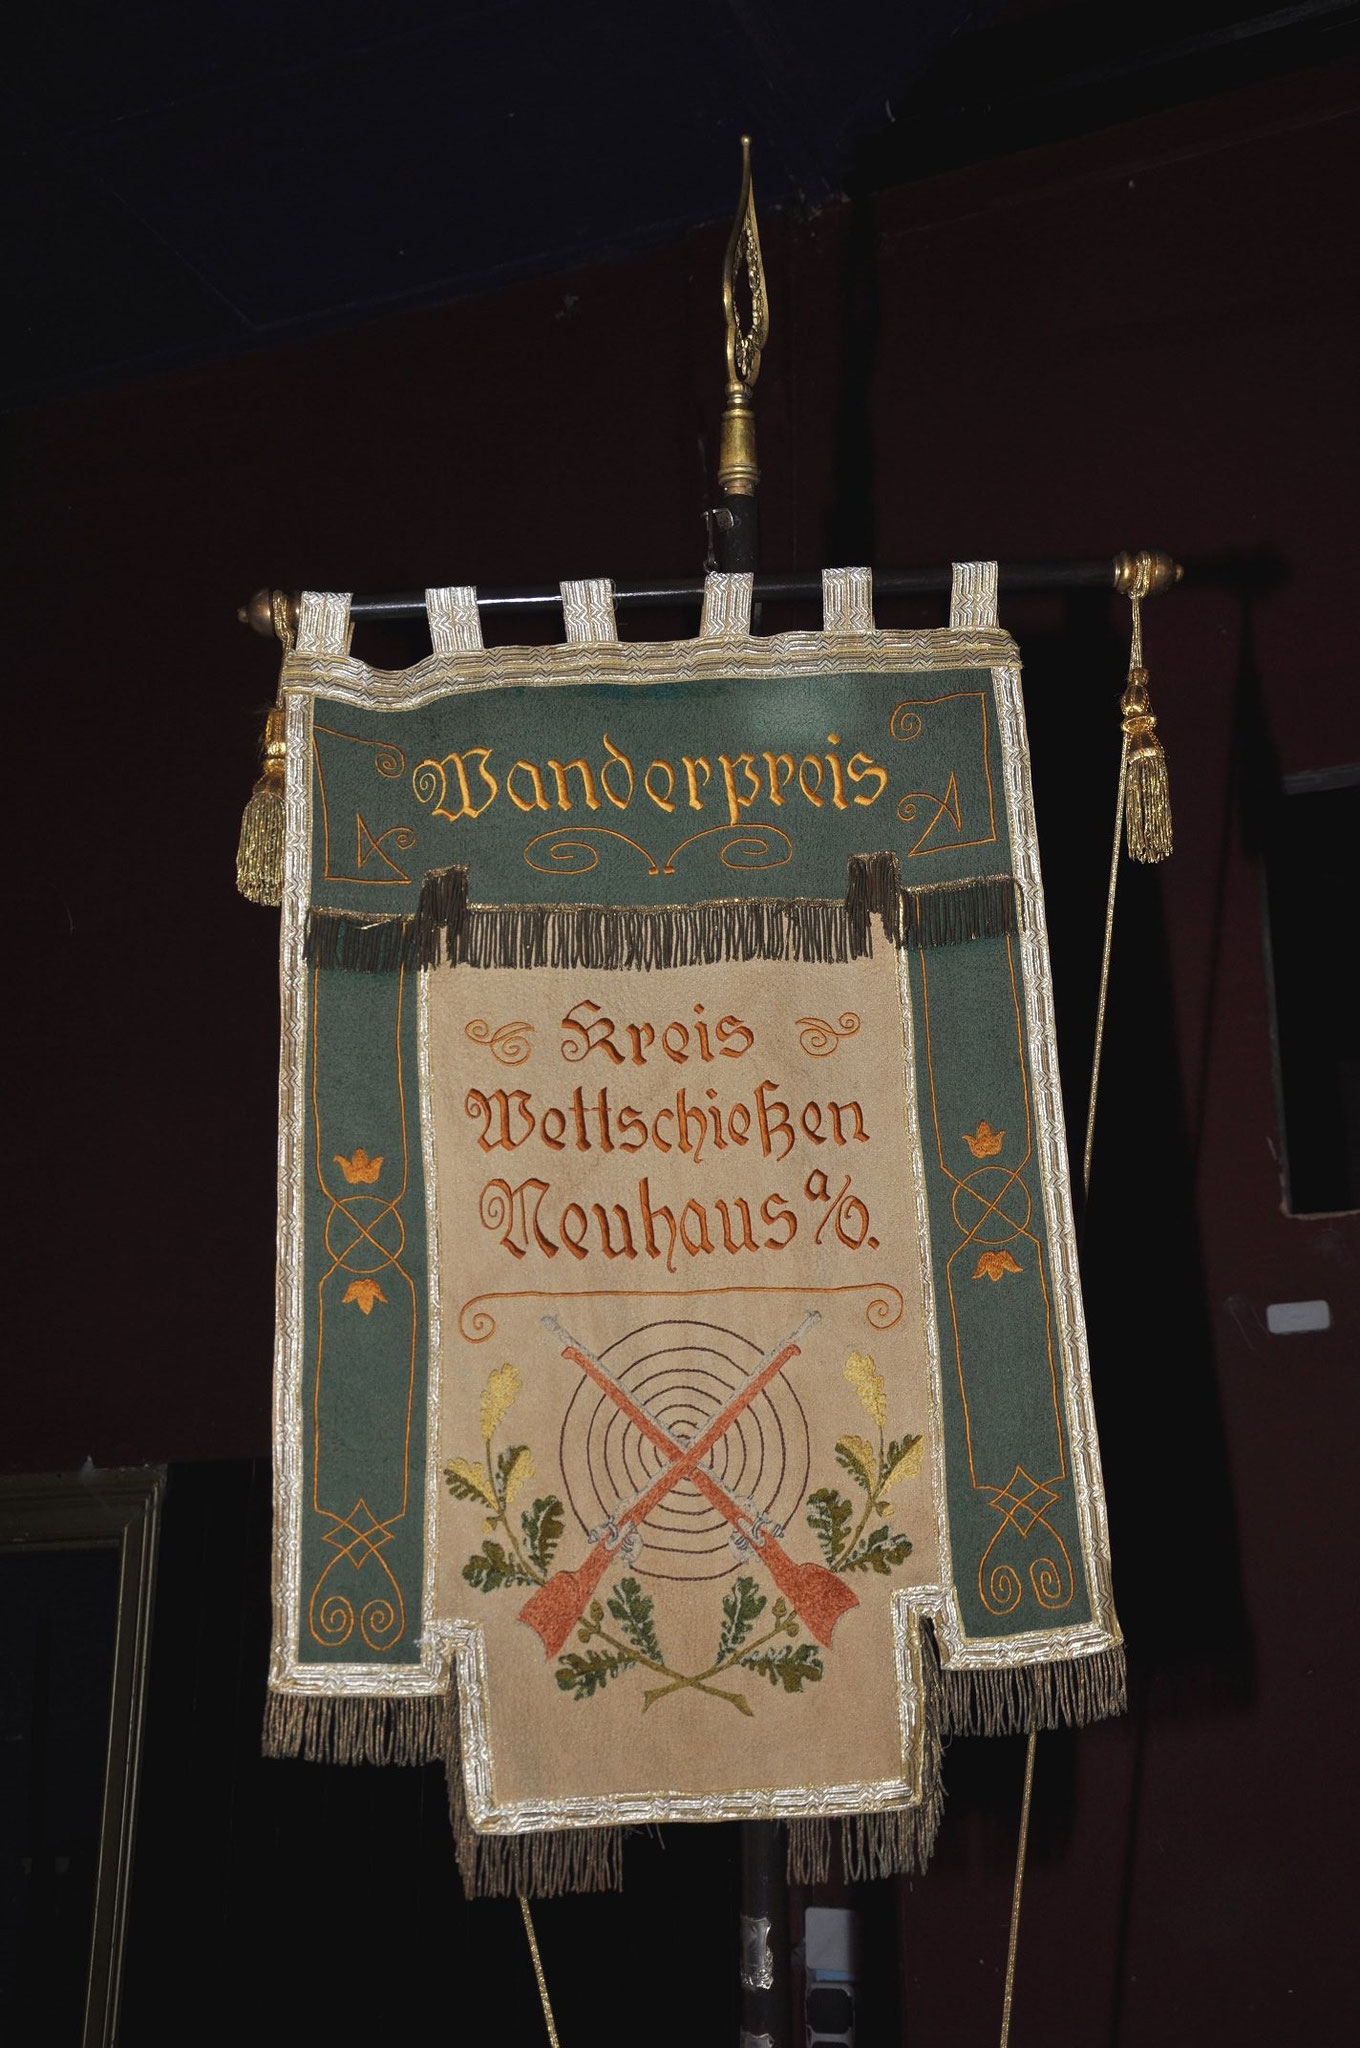 Wanderpreis
Kreis
Wettschießen
Neuhaus a/O.